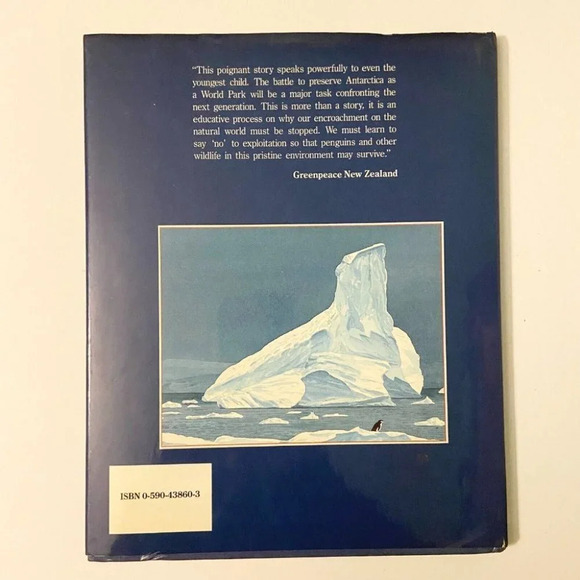 “This poignant story speaks powerfully to even the
youngest child. The battle to preserve Antarctica as
a World Park will be a major task confronting the
next generation. This is more than a story, it is an
educative process on why our encroachment on the
natural world must be stopped. We must learn to
say ‘no’ to exploitation so that penguins and other
wildlife in this pristine environment may survive.”
Greenpeace New Zealand
ISBN 0-590-43860-3